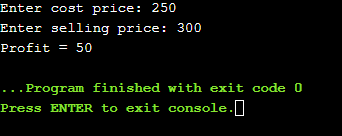 Enter cost price: 250
Enter selling price: 300
Profit = 50
...Program finished with exit code 0
Press ENTER to exit console.